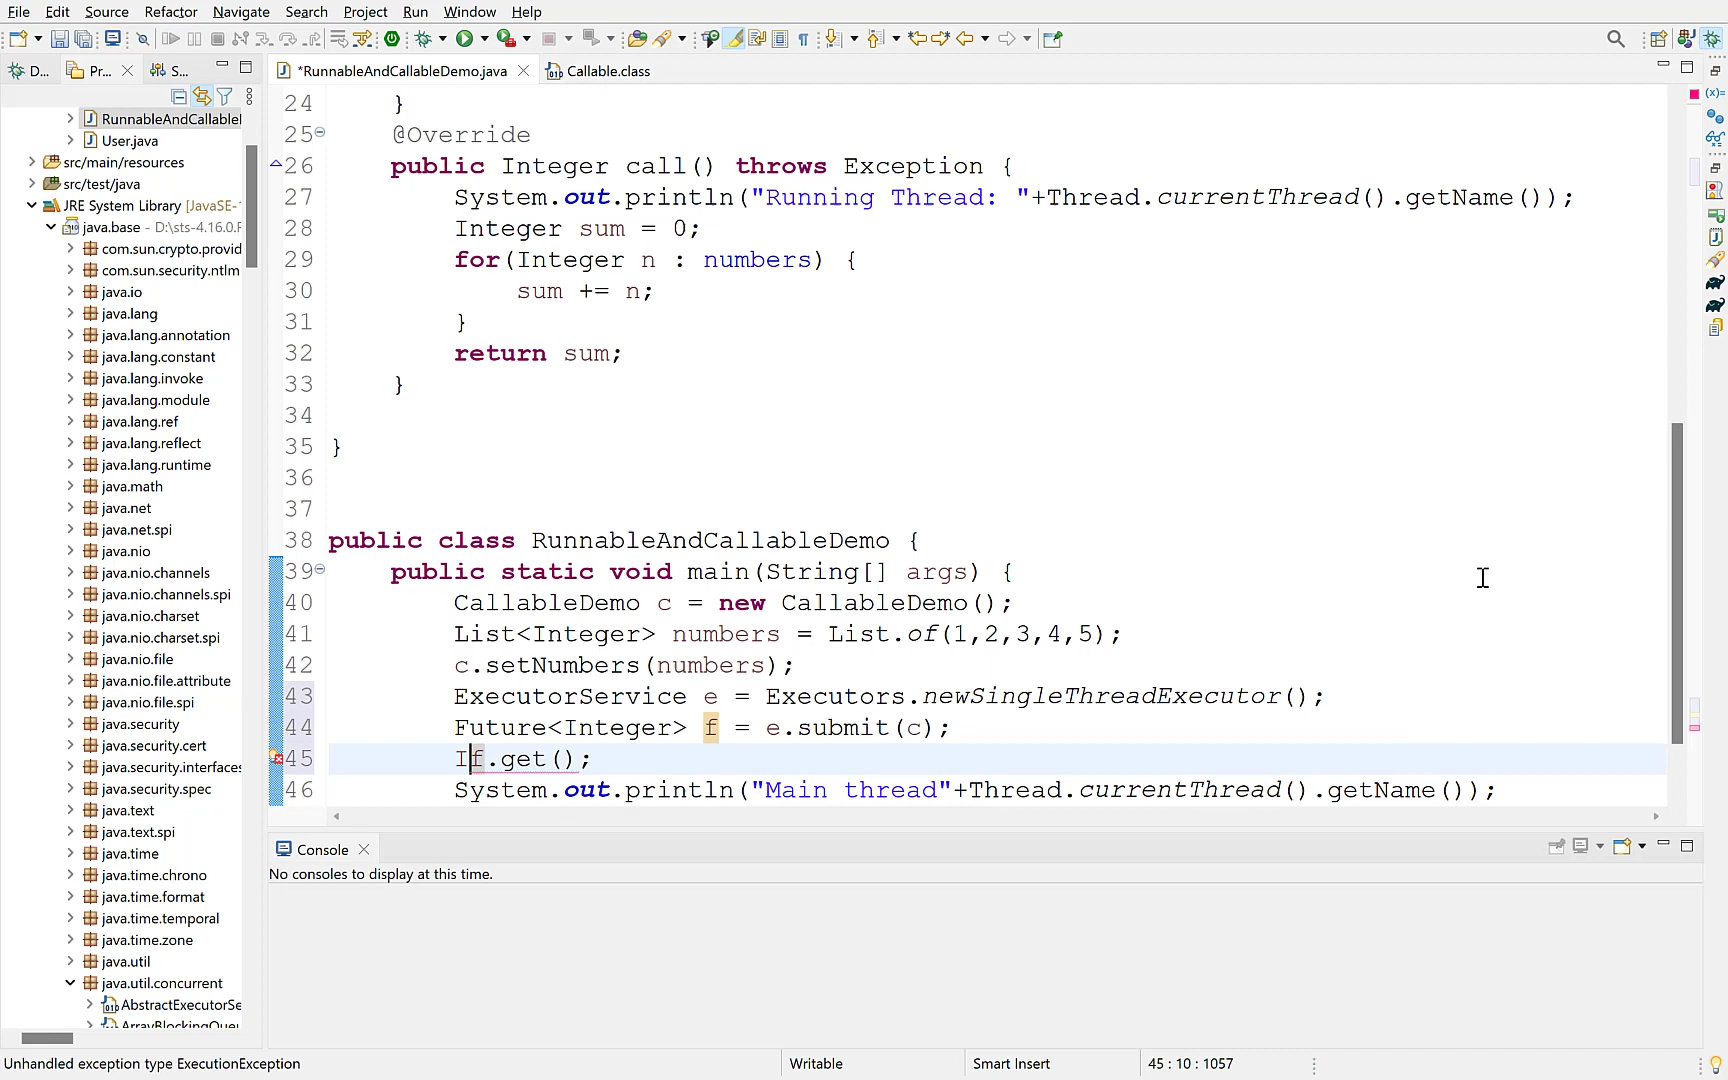 File Edit Source Refactor Navigate Search Project Run Window Help
D... Pr... S...
*RunnableAndCallableDemo.java Callable.class
RunnableAndCallable
User.java
src/main/resources
src/test/java
JRE System Library [JavaSE-
java.base - D:\sts-4.16.0.F
com.sun.crypto.provid
com.sun.security.ntlm
java.io
java.lang
java.lang.annotation
java.lang.constant
java.lang.invoke
java.lang.module
java.lang.ref
java.lang.reflect
java.lang.runtime
java.math
java.net
java.net.spi
java.nio
java.nio.channels
java.nio.channels.spi
java.nio.charset
java.nio.charset.spi
java.nio.file
java.nio.file.attribute
java.nio.file.spi
java.security
java.security.cert
java.security.interfaces
java.security.spec
java.text
java.text.spi
java.time
java.time.chrono
java.time.format
java.time.temporal
java.time.zone
java.util
java.util.concurrent
AbstractExecutorSe
ArrayBlockingQue
24 }
25 @Override
26 public Integer call() throws Exception {
27 System.out.println("Running Thread: "+Thread.currentThread().getName());
28 Integer sum = 0;
29 for(Integer n : numbers) {
30 sum += n;
31 }
32 return sum;
33 }
34
35 }
36
37
38 public class RunnableAndCallableDemo {
39 public static void main(String[] args) {
40 CallableDemo c = new CallableDemo();
41 List<Integer> numbers = List.of(1,2,3,4,5);
42 c.setNumbers(numbers);
43 ExecutorService e = Executors.newSingleThreadExecutor();
44 Future<Integer> f = e.submit(c);
45 If.get();
46 System.out.println("Main thread"+Thread.currentThread().getName());
Console
No consoles to display at this time.
Unhandled exception type ExecutionException Writable Smart Insert 45 : 10 : 1057